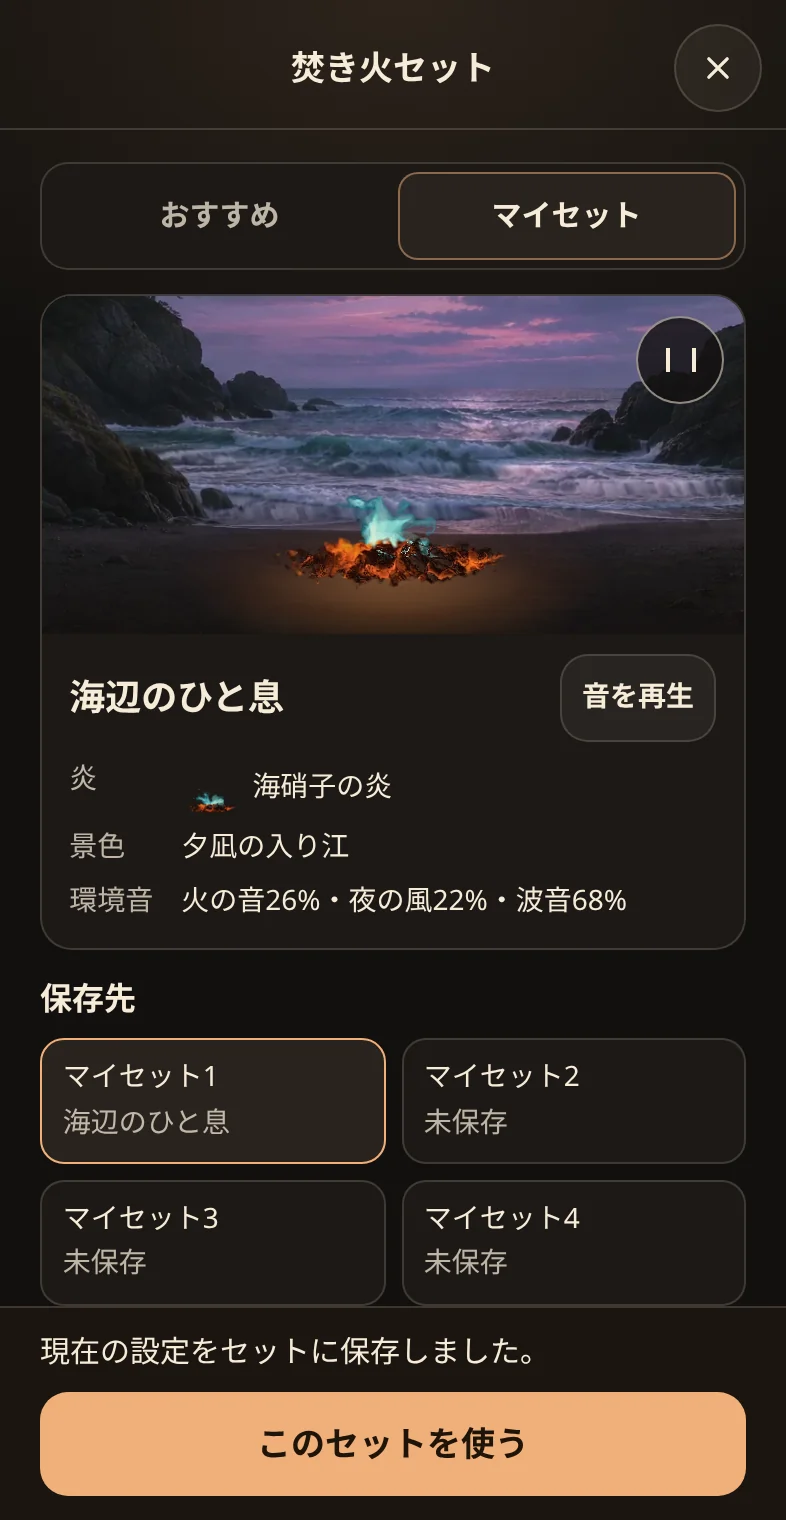 焚き火セット
おすすめ
マイセット
海辺のひと息
音を再生
炎 海硝子の炎
景色 夕凪の入り江
環境音 火の音26%・夜の風22%・波音68%
保存先
マイセット1
海辺のひと息
マイセット2
未保存
マイセット3
未保存
マイセット4
未保存
現在の設定をセットに保存しました。
このセットを使う